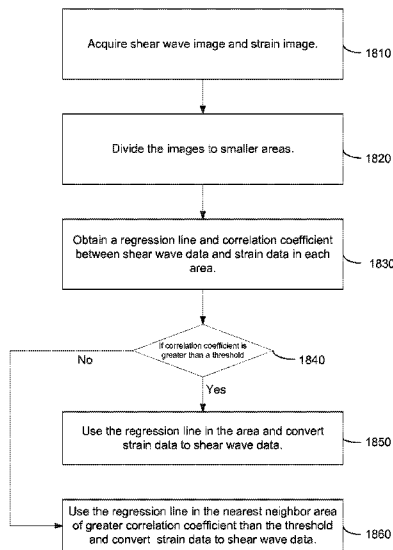 Acquire shear wave image and strain image.
1810
Divide the images to smaller areas.
1820
Obtain a regression line and correlation coefficient
between shear wave data and strain data in each
area.
1830
If correlation coefficient is
greater than a threshold
1840
No
Yes
Use the regression line in the area and convert
strain data to shear wave data.
1850
Use the regression line in the nearest neighbor area
of greater correlation coefficient than the threshold
and convert strain data to shear wave data.
1860